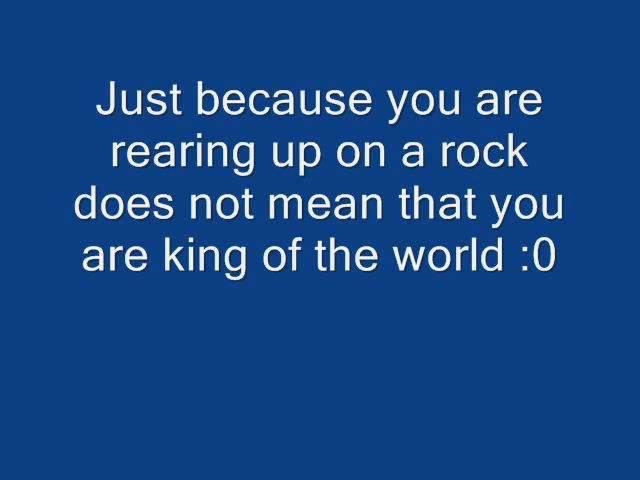 Just because you are
rearing up on a rock
does not mean that you
are king of the world :0